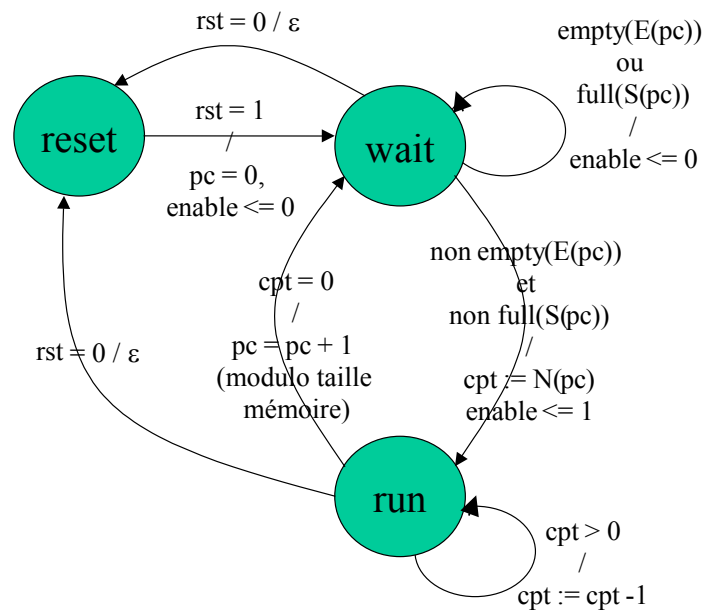 rst = 0 / ε
empty(E(pc))
ou
full(S(pc))
/
enable <= 0
reset
rst = 1
/
pc = 0,
enable <= 0
wait
non empty(E(pc))
et
non full(S(pc))
/
cpt := N(pc)
enable <= 1
cpt = 0
/
pc = pc + 1
(modulo taille
mémoire)
rst = 0 / ε
run
cpt > 0
/
cpt := cpt -1